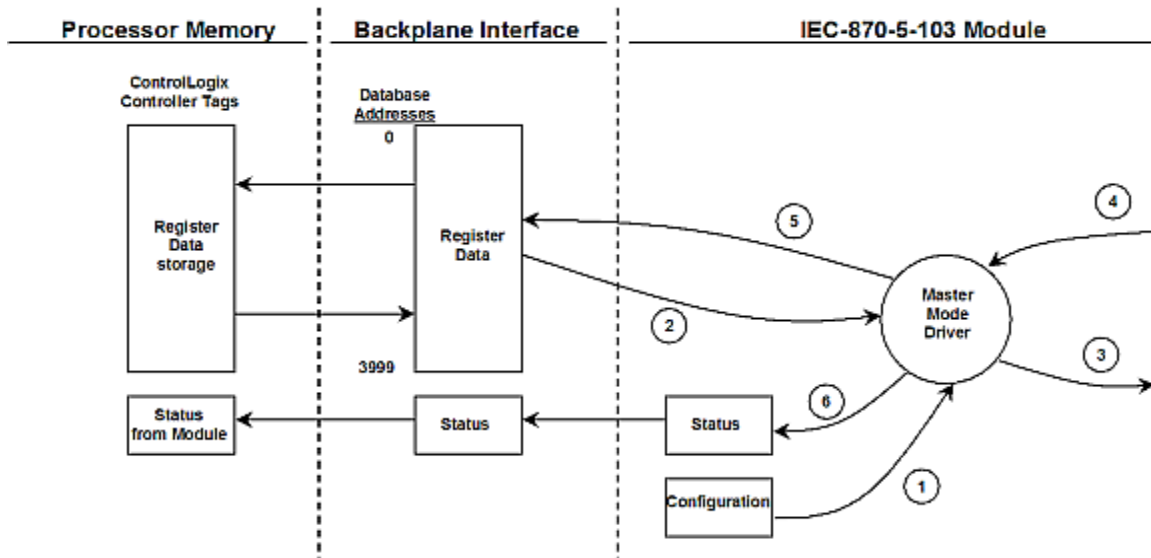 Processor Memory
Backplane Interface
IEC-870-5-103 Module
ControlLogix
Controller Tags
Database
Addresses
0
Register
Data
storage
Register
Data
3999
Master
Mode
Driver
5
4
2
3
Status
from Module
Status
Status
6
Configuration
1